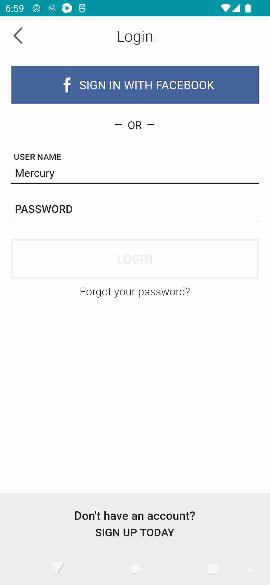 6:59
Login
f SIGN IN WITH FACEBOOK
— OR —
USER NAME
Mercury
PASSWORD
LOGIN
Forgot your password?
Don't have an account?
SIGN UP TODAY